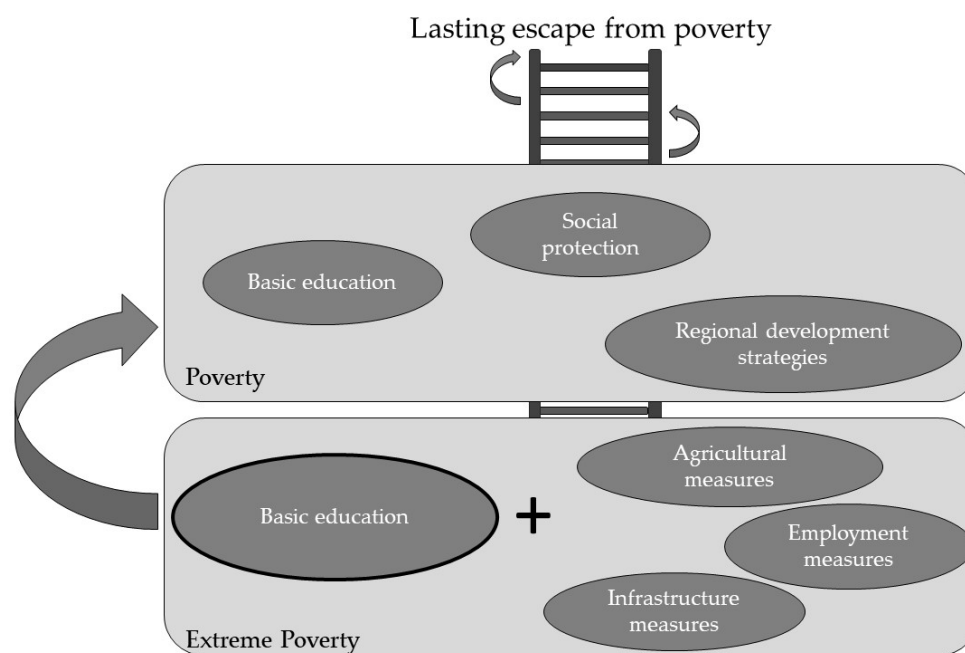 Lasting escape from poverty
Social
protection
Basic education
Regional development
strategies
Poverty
Agricultural
measures
Basic education
+
Employment
measures
Infrastructure
measures
Extreme Poverty